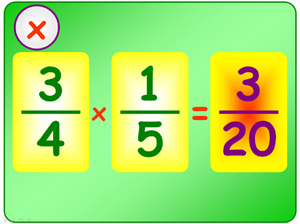 ×
3/4 × 1/5 = 3/20